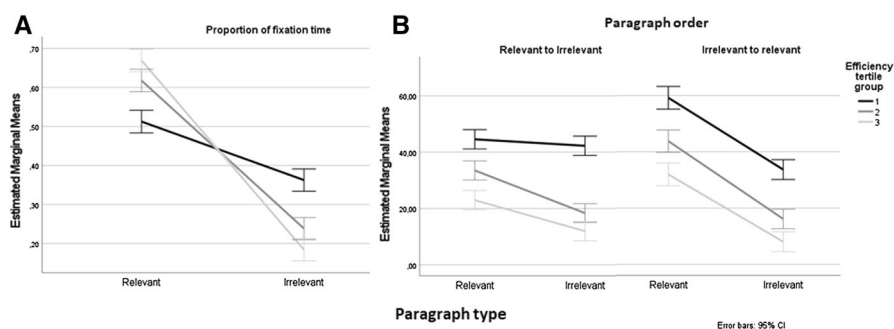 A
Proportion of fixation time
Estimated Marginal Means
,70
,60
,50
,40
,30
,20
Relevant
Irrelevant
B
Paragraph order
Relevant to Irrelevant
Irrelevant to relevant
Estimated Marginal Means
60,00
40,00
20,00
,00
Relevant
Irrelevant
Relevant
Irrelevant
Efficiency
tertile
group
1
2
3
Paragraph type
Error bars: 95% CI